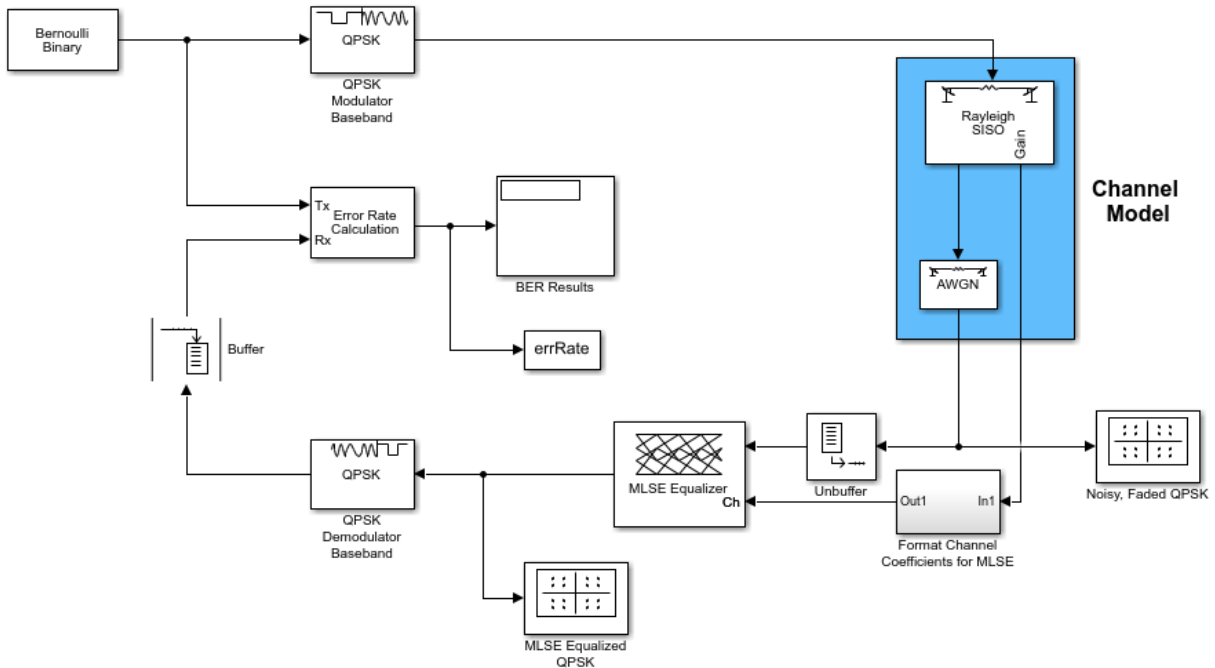 Bernoulli
Binary
QPSK
QPSK
Modulator
Baseband
Rayleigh
SISO
Gain
Channel
Model
Tx
Rx
Error Rate
Calculation
BER Results
AWGN
errRate
Buffer
QPSK
QPSK
Demodulator
Baseband
MLSE Equalizer
Ch
Unbuffer
Out1
In1
Format Channel
Coefficients for MLSE
Noisy, Faded QPSK
MLSE Equalized
QPSK